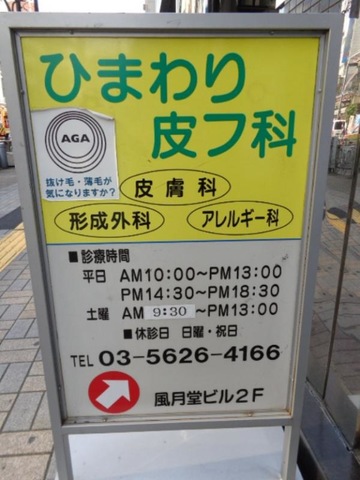 ひまわり
皮フ科
AGA
抜け毛・薄毛が
気になりますか?
皮膚科
形成外科
アレルギー科
■診療時間
平日 AM10:00～PM13:00
PM14:30～PM18:30
土曜 AM 9:30～PM13:00
■休診日 日曜・祝日
TEL 03-5626-4166
風月堂ビル2F